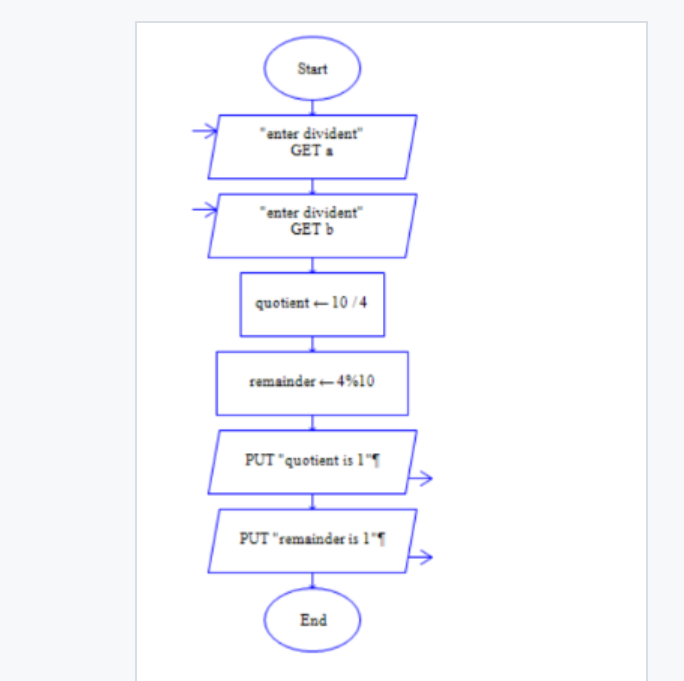 Start
"enter divident"
GET a
"enter divident"
GET b
quotient ← 10 / 4
remainder ← 4%10
PUT "quotient is 1"¶
PUT "remainder is 1"¶
End